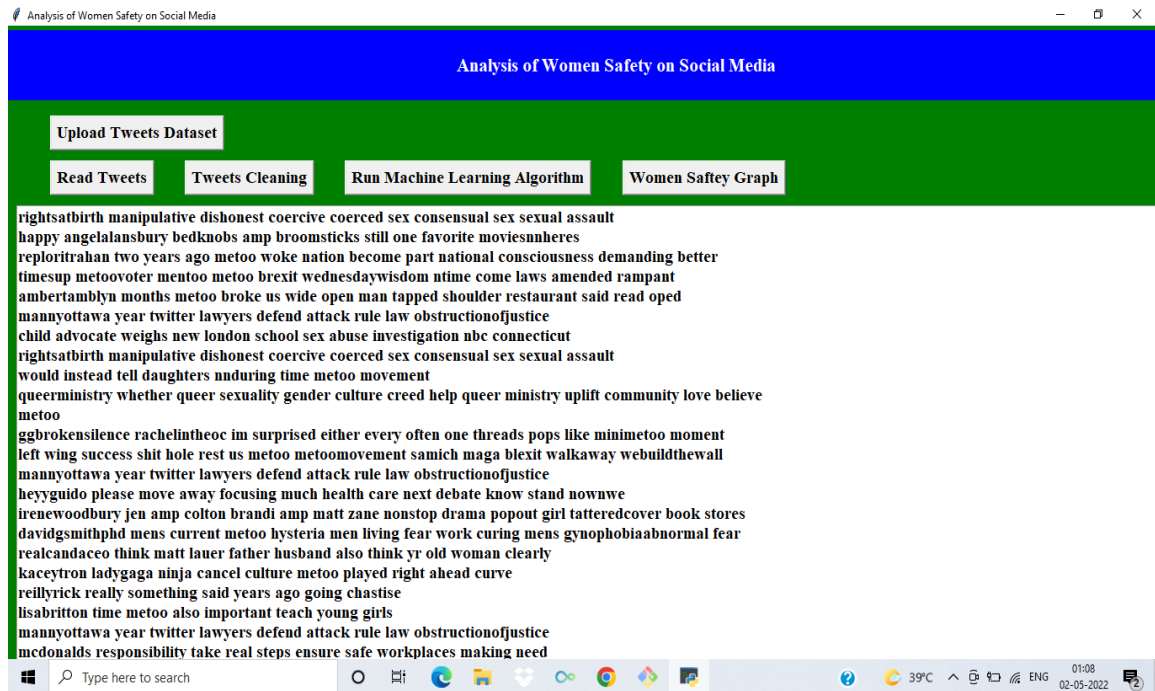 Analysis of Women Safety on Social Media
Analysis of Women Safety on Social Media
Upload Tweets Dataset
Read Tweets
Tweets Cleaning
Run Machine Learning Algorithm
Women Saftey Graph
rightsatbirth manipulative dishonest coercive coerced sex consensual sex sexual assault
happy angelalansbury bedknobs amp broomsticks still one favorite moviesnnheres
reploritrahan two years ago metoo woke nation become part national consciousness demanding better
timesup metoovoter mentoo metoo brexit wednesdaywisdom ntime come laws amended rampant
ambertamblyn months metoo broke us wide open man tapped shoulder restaurant said read oped
mannyottawa year twitter lawyers defend attack rule law obstructionofjustice
child advocate weighs new london school sex abuse investigation nbc connecticut
rightsatbirth manipulative dishonest coercive coerced sex consensual sex sexual assault
would instead tell daughters nnduring time metoo movement
queerministry whether queer sexuality gender culture creed help queer ministry uplift community love believe
metoo
ggbrokensilence rachelintheoc im surprised either every often one threads pops like minimetoo moment
left wing success shit hole rest us metoo metoomovement samich maga blexit walkaway webuildthewall
mannyottawa year twitter lawyers defend attack rule law obstructionofjustice
heyyguido please move away focusing much health care next debate know stand nownwe
irenewoodbury jen amp colton brandi amp matt zane nonstop drama popout girl tatteredcover book stores
davidgsmithphd mens current metoo hysteria men living fear work curing mens gynophobiaabnormal fear
realcandaceo think matt lauer father husband also think yr old woman clearly
kaceytron ladygaga ninja cancel culture metoo played right ahead curve
reillyrick really something said years ago going chastise
lisabritton time metoo also important teach young girls
mannyottawa year twitter lawyers defend attack rule law obstructionofjustice
mcdonalds responsibility take real steps ensure safe workplaces making need
Type here to search
39°C
ENG
01:08
02-05-2022
2